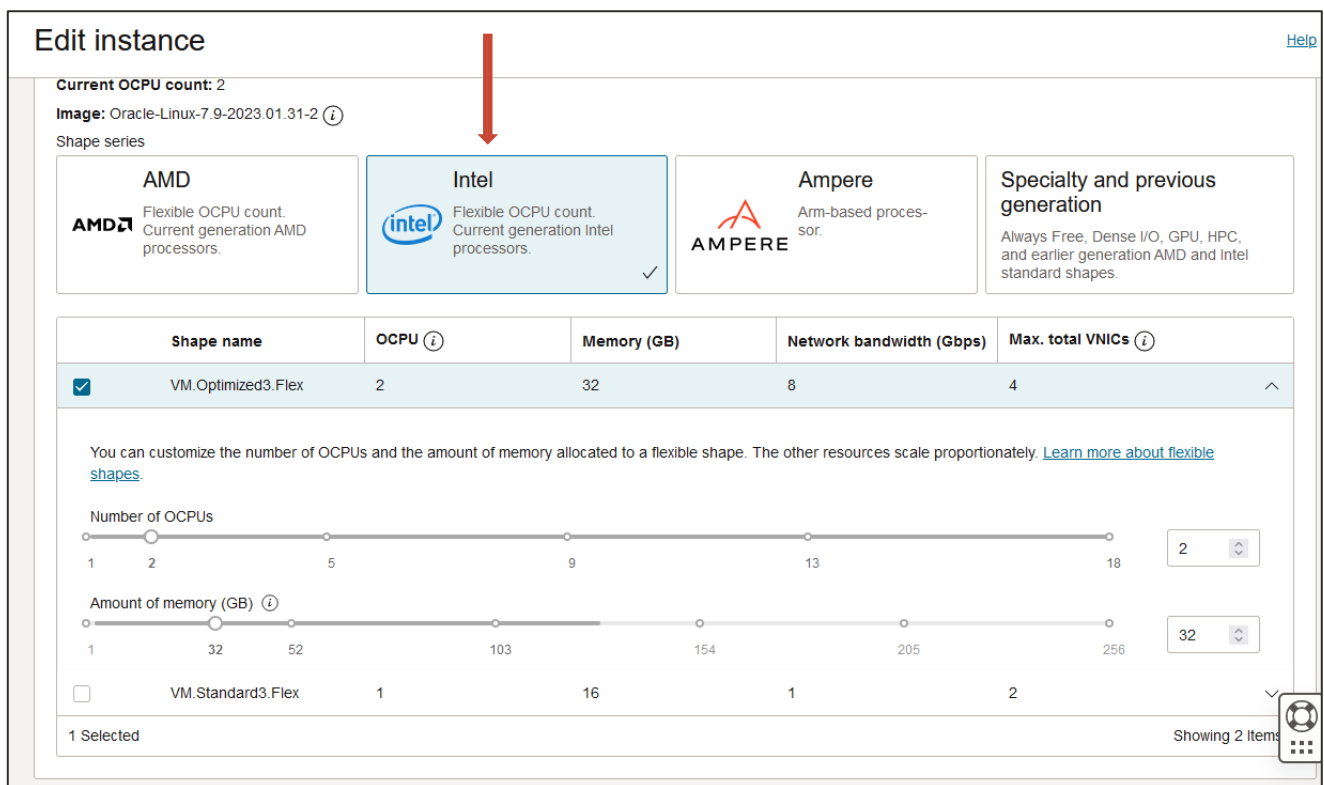 Edit instance
Help
Current OCPU count: 2
Image: Oracle-Linux-7.9-2023.01.31-2 i
Shape series
AMD
AMD
Flexible OCPU count.
Current generation AMD
processors.
Intel
intel
Flexible OCPU count.
Current generation Intel
processors.
Ampere
AMPERE
Arm-based proces-
sor.
Specialty and previous
generation
Always Free, Dense I/O, GPU, HPC,
and earlier generation AMD and Intel
standard shapes.
Shape name OCPU i Memory (GB) Network bandwidth (Gbps) Max. total VNICs i
VM.Optimized3.Flex 2 32 8 4
You can customize the number of OCPUs and the amount of memory allocated to a flexible shape. The other resources scale proportionately. Learn more about flexible
shapes.
Number of OCPUs
1 2 5 9 13 18
2
Amount of memory (GB) i
1 32 52 103 154 205 256
32
VM.Standard3.Flex 1 16 1 2
1 Selected Showing 2 Items